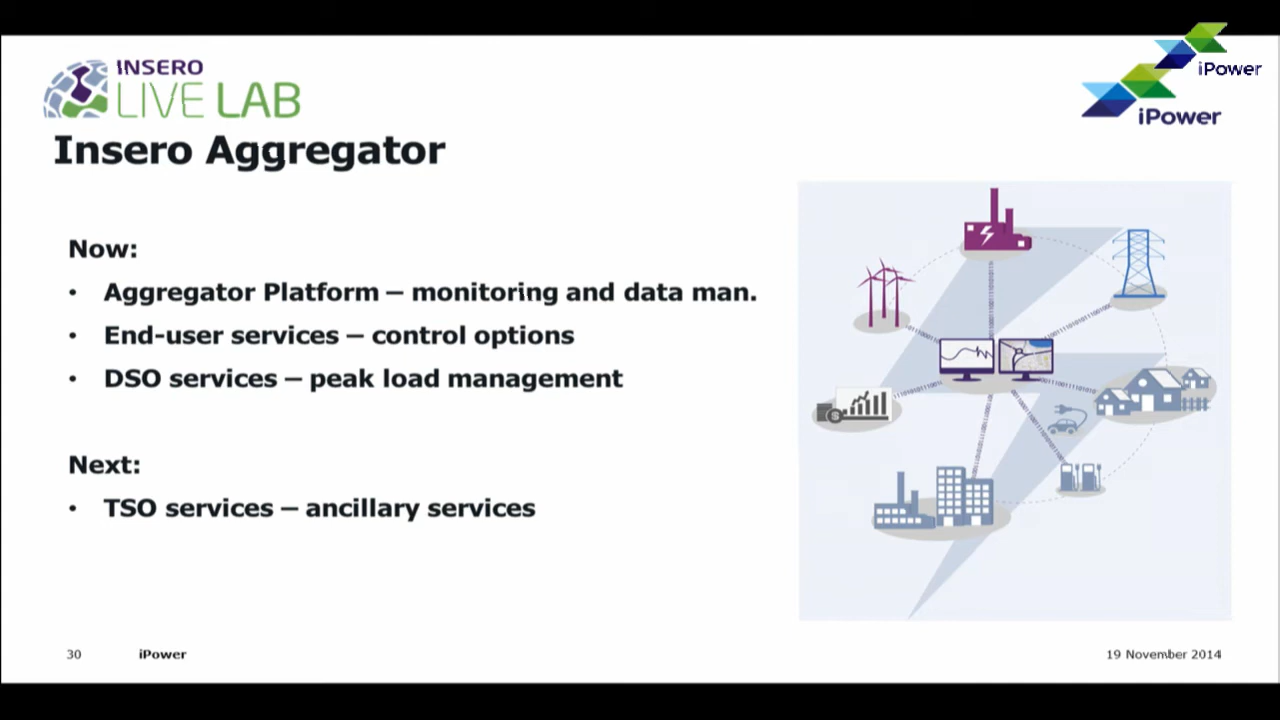 INSERO
LIVE LAB
iPower
iPower
Insero Aggregator
Now:
• Aggregator Platform – monitoring and data man.
• End-user services – control options
• DSO services – peak load management
Next:
• TSO services – ancillary services
30 iPower 19 November 2014